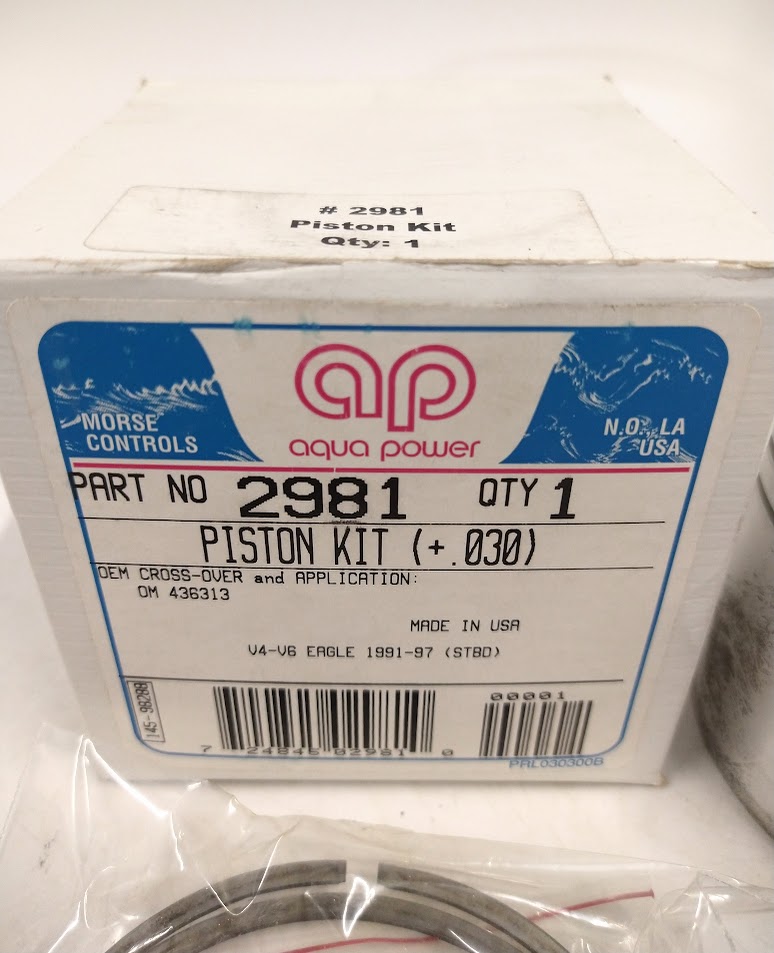 # 2981
Piston Kit
Qty: 1
ap
aqua power
MORSE
CONTROLS
N.O., LA
USA
PART NO 2981 QTY 1
PISTON KIT (+.030)
OEM CROSS-OVER and APPLICATION:
OM 436313
MADE IN USA
V4-V6 EAGLE 1991-97 (STBD)
00001
7 24846 02981 0
PRL030300B